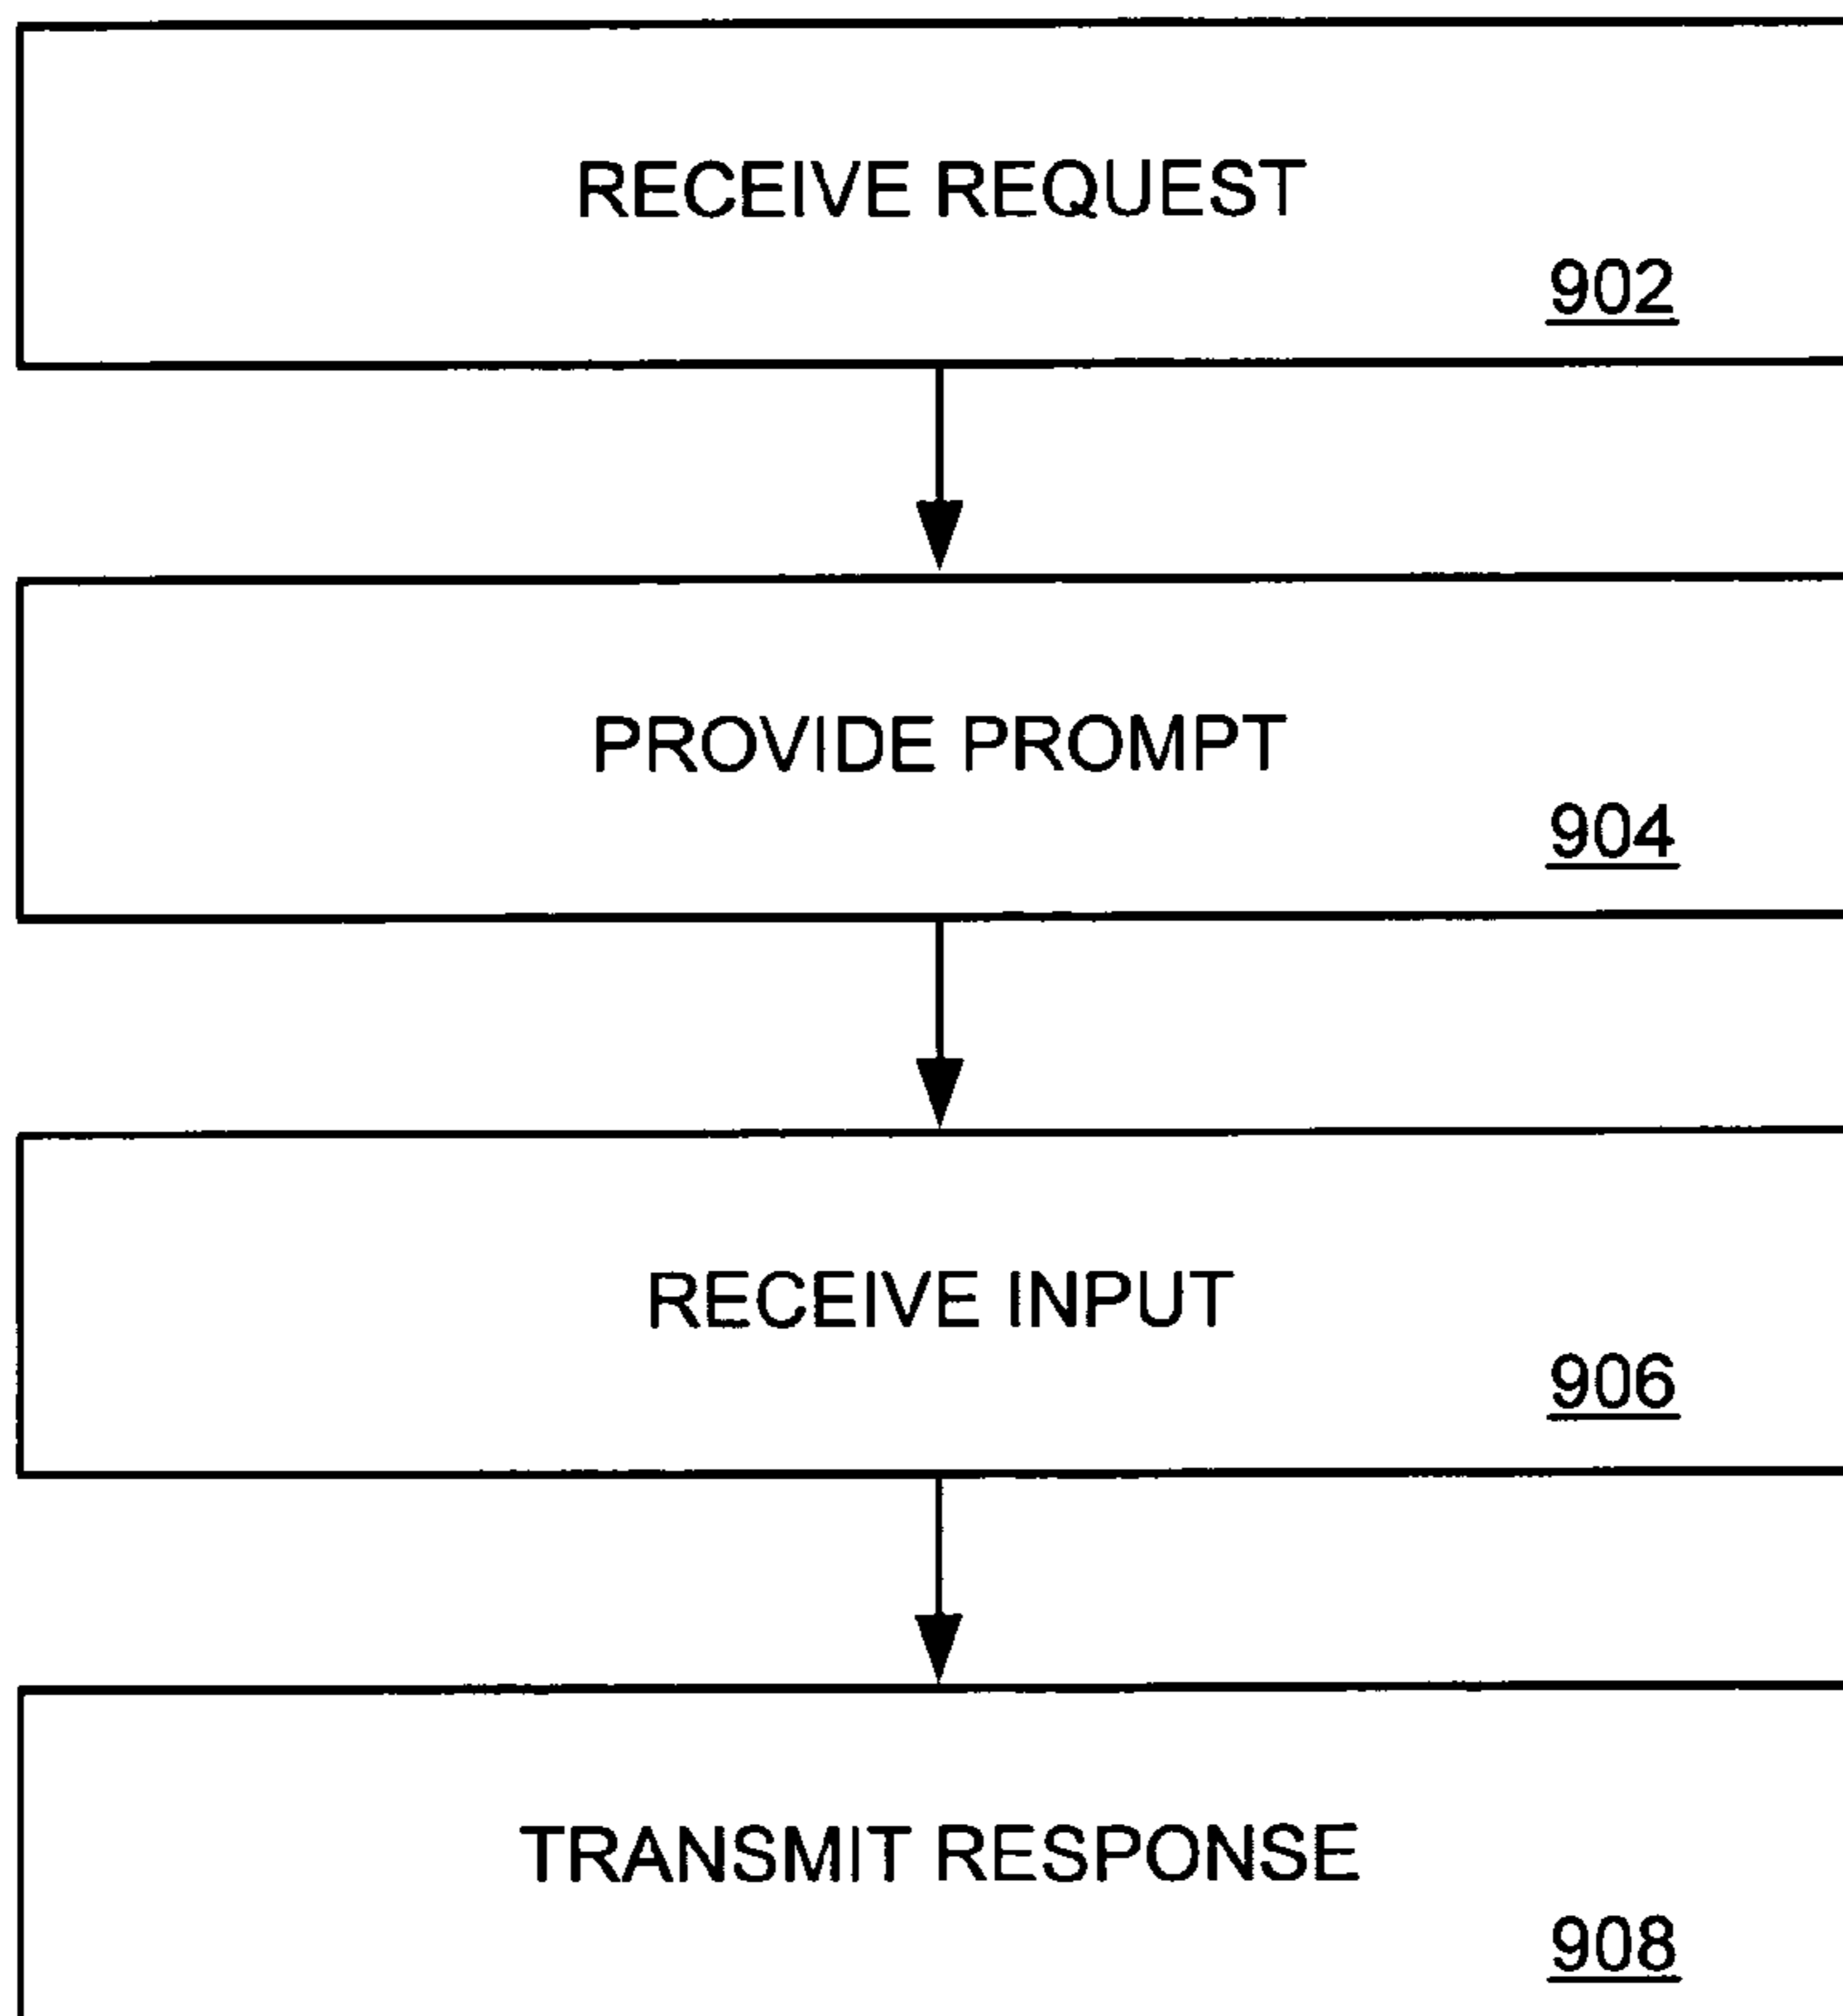 RECEIVE REQUEST
902
PROVIDE PROMPT
904
RECEIVE INPUT
906
TRANSMIT RESPONSE
908